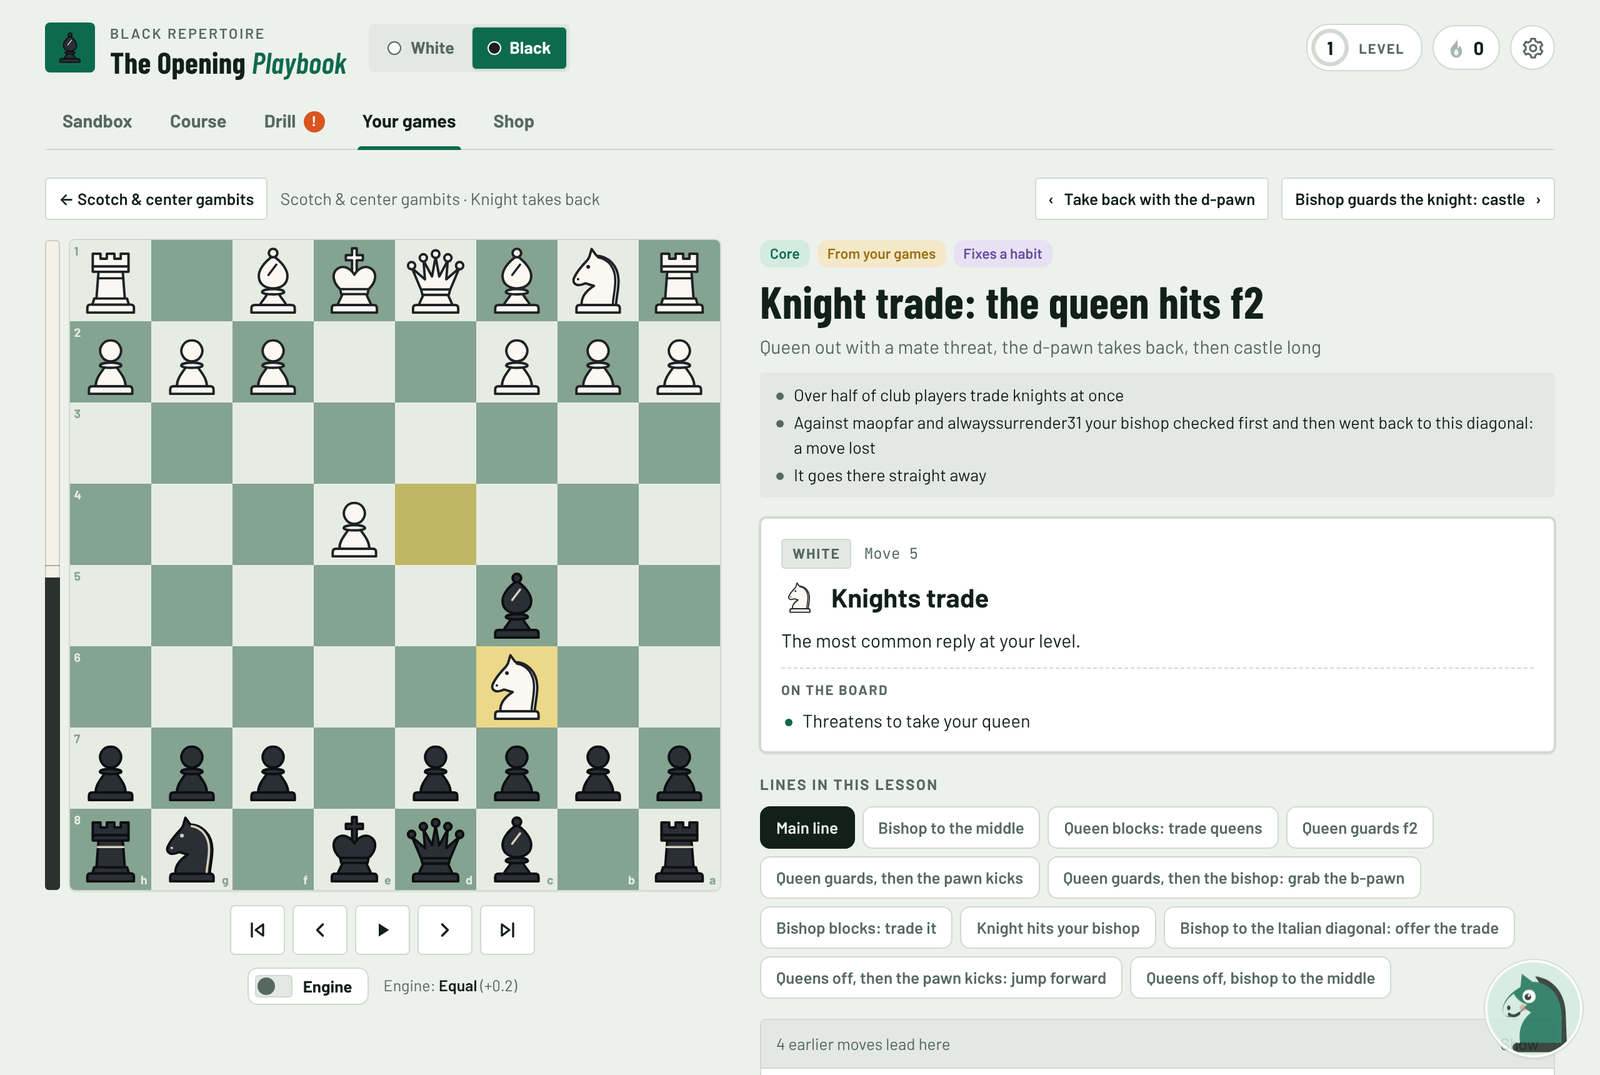 BLACK REPERTOIRE
The Opening Playbook
White
Black
1 LEVEL
0
Sandbox
Course
Drill !
Your games
Shop
← Scotch & center gambits
Scotch & center gambits · Knight takes back
‹ Take back with the d-pawn
Bishop guards the knight: castle ›
1
2
3
4
5
6
7
8
h
g
f
e
d
c
b
a
Engine
Engine: Equal (+0.2)
Core
From your games
Fixes a habit
Knight trade: the queen hits f2
Queen out with a mate threat, the d-pawn takes back, then castle long
Over half of club players trade knights at once
Against maopfar and alwayssurrender31 your bishop checked first and then went back to this diagonal:
a move lost
It goes there straight away
WHITE Move 5
Knights trade
The most common reply at your level.
ON THE BOARD
Threatens to take your queen
LINES IN THIS LESSON
Main line
Bishop to the middle
Queen blocks: trade queens
Queen guards f2
Queen guards, then the pawn kicks
Queen guards, then the bishop: grab the b-pawn
Bishop blocks: trade it
Knight hits your bishop
Bishop to the Italian diagonal: offer the trade
Queens off, then the pawn kicks: jump forward
Queens off, bishop to the middle
4 earlier moves lead here
Show